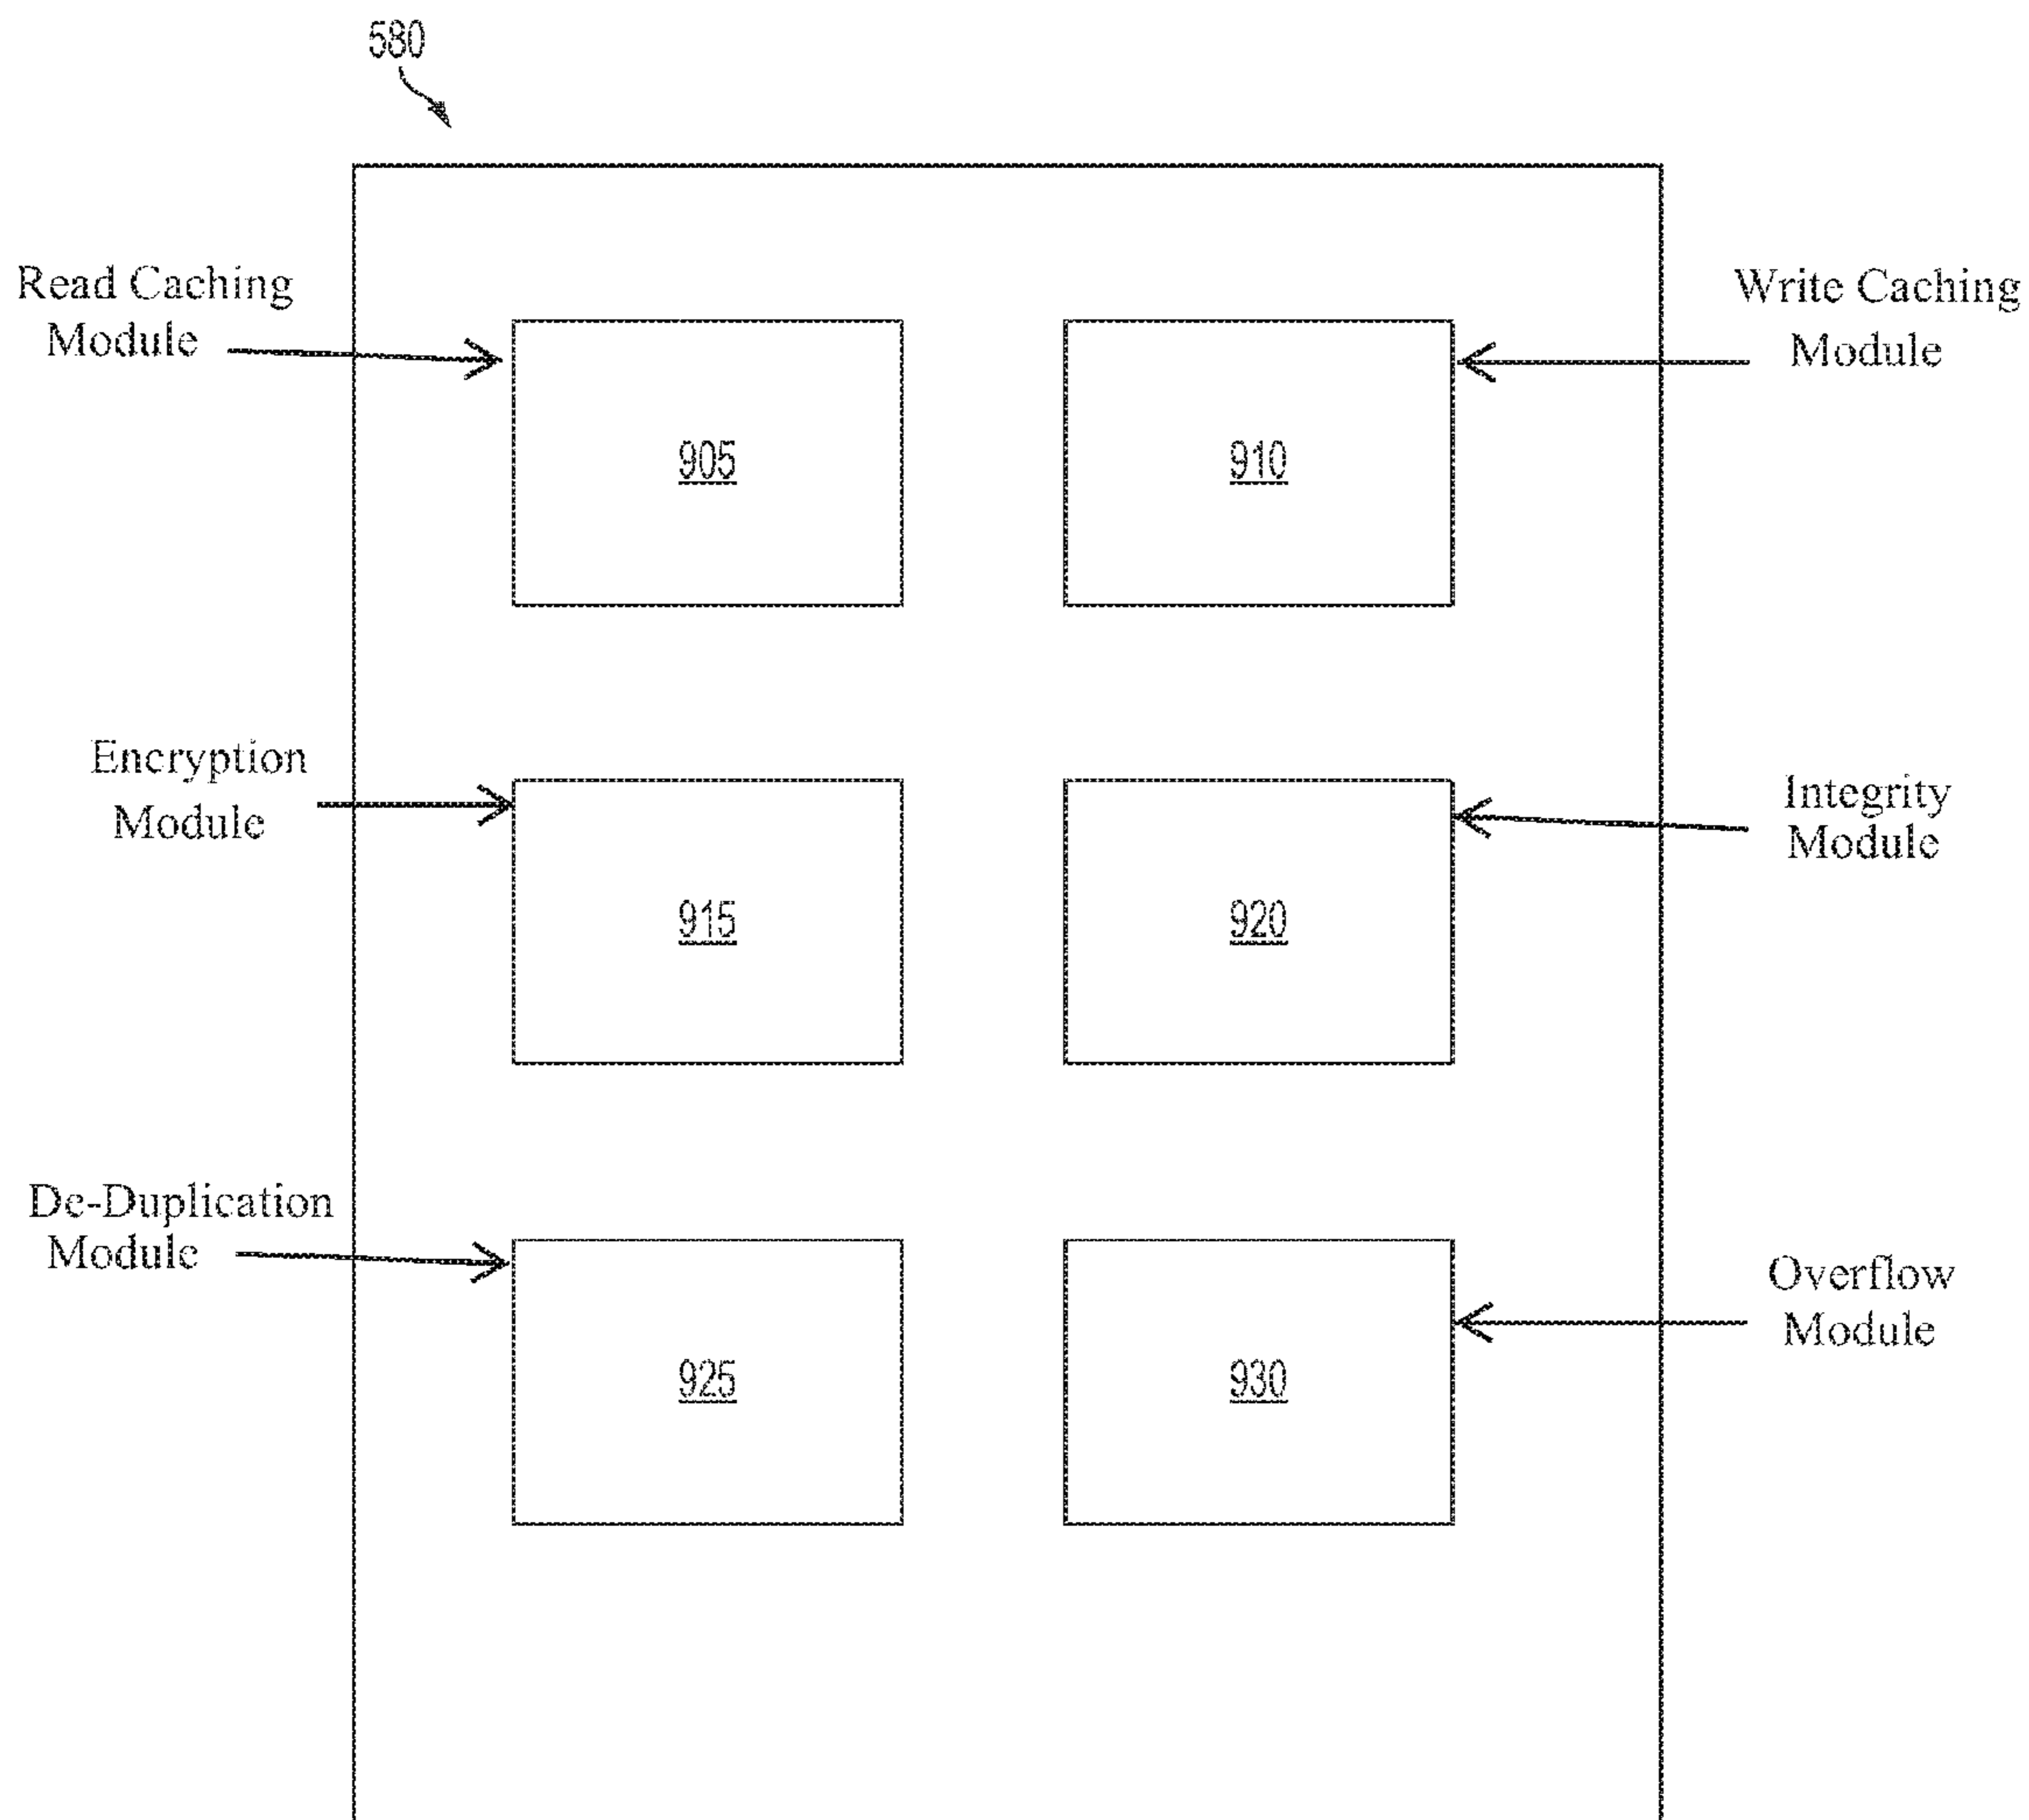 580
Read Caching
Module
Write Caching
Module
905
910
Encryption
Module
Integrity
Module
915
920
De-Duplication
Module
Overflow
Module
925
930